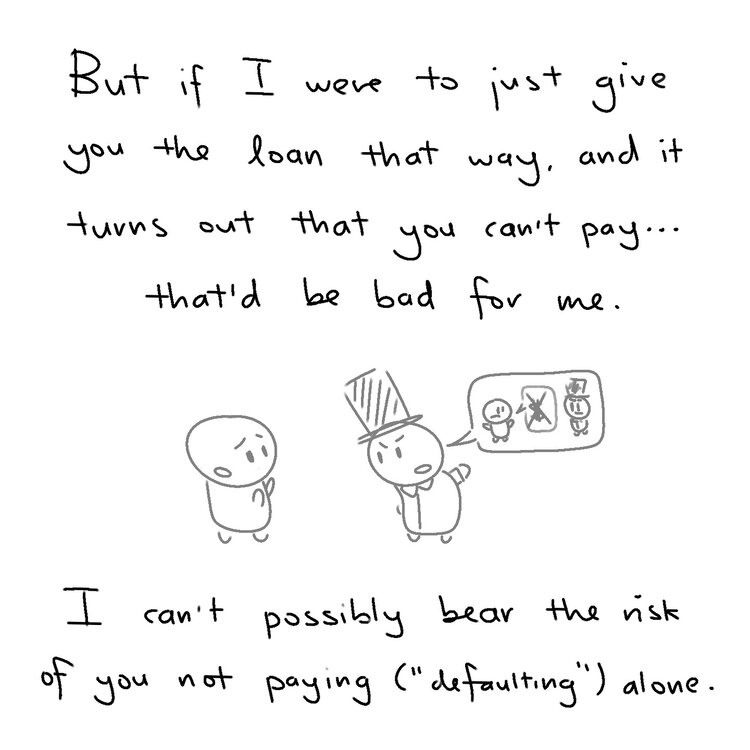 But if I were to just give
you the loan that way, and it
turns out that you can't pay...
that'd be bad for me.
I can't possibly bear the risk
of you not paying ("defaulting") alone.